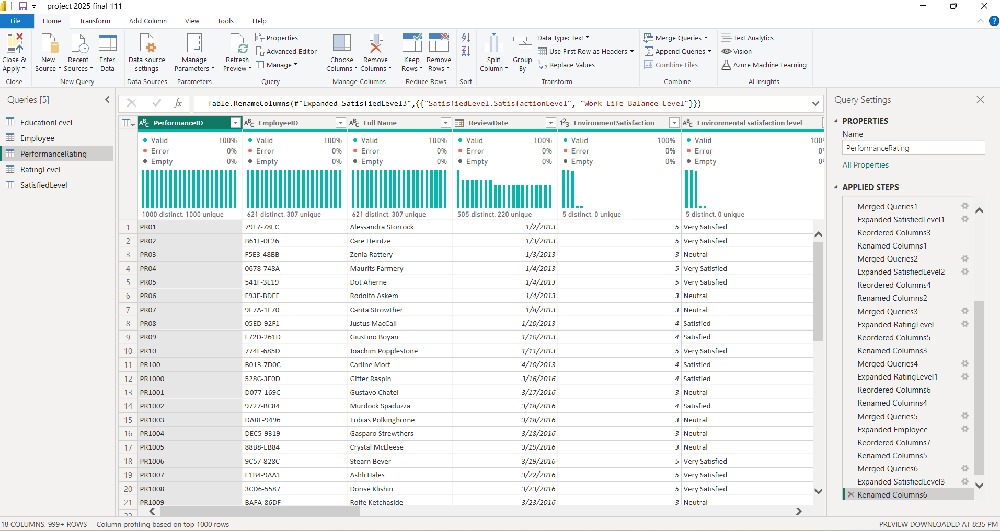 project 2025 final 111
File Home Transform Add Column View Tools Help
Close & Apply
Close
New Source
Recent Sources
Enter Data
New Query
Data source settings
Data Sources
Manage Parameters
Parameters
Refresh Preview
Properties
Advanced Editor
Manage
Query
Choose Columns
Remove Columns
Manage Columns
Keep Rows
Remove Rows
Reduce Rows
Sort
Split Column
Group By
Data Type: Text
Use First Row as Headers
Replace Values
Transform
Merge Queries
Append Queries
Combine Files
Combine
Text Analytics
Vision
Azure Machine Learning
AI Insights
Queries [5]
EducationLevel
Employee
PerformanceRating
RatingLevel
SatisfiedLevel
= Table.RenameColumns(#"Expanded SatisfiedLevel3",{{"SatisfiedLevel.SatisfactionLevel", "Work Life Balance Level"}})
PerformanceID EmployeeID Full Name ReviewDate EnvironmentSatisfaction Environmental satisfaction level
Valid 100% Valid 100% Valid 100% Valid 100% Valid 100% Valid 100%
Error 0% Error 0% Error 0% Error 0% Error 0% Error 0%
Empty 0% Empty 0% Empty 0% Empty 0% Empty 0% Empty 0%
1000 distinct, 1000 unique 621 distinct, 307 unique 621 distinct, 307 unique 505 distinct, 220 unique 5 distinct, 0 unique 5 distinct, 0 unique
1 PR01 79F7-78EC Alessandra Storrock 1/2/2013 5 Very Satisfied
2 PR02 B61E-0F26 Care Heintze 1/3/2013 5 Very Satisfied
3 PR03 F5E3-48BB Zenia Rattery 1/3/2013 3 Neutral
4 PR04 0678-748A Maurits Farmery 1/4/2013 5 Very Satisfied
5 PR05 541F-3E19 Dot Aherne 1/4/2013 5 Very Satisfied
6 PR06 F93E-BDEF Rodolfo Askem 1/4/2013 3 Neutral
7 PR07 9E7A-1F70 Carita Strowther 1/8/2013 3 Neutral
8 PR08 05ED-92F1 Justus MacCall 1/10/2013 4 Satisfied
9 PR09 F72D-261D Giustino Boyan 1/10/2013 4 Satisfied
10 PR10 774E-685D Joachim Popplestone 1/11/2013 5 Very Satisfied
11 PR100 B013-7D0C Carline Mort 4/10/2013 4 Satisfied
12 PR1000 528C-3E0D Giffer Raspin 3/16/2016 4 Satisfied
13 PR1001 D077-169C Gustavo Chatel 3/17/2016 3 Neutral
14 PR1002 9727-BC84 Murdock Spaduzza 3/18/2016 4 Satisfied
15 PR1003 DA8E-9496 Tobias Polkinghorne 3/18/2016 3 Neutral
16 PR1004 DEC5-9319 Gasparo Strewthers 3/18/2016 3 Neutral
17 PR1005 88B8-EB84 Crystal McLleese 3/19/2016 3 Neutral
18 PR1006 9C57-828C Stearn Bever 3/19/2016 5 Very Satisfied
19 PR1007 E1B4-9AA1 Ashli Hales 3/22/2016 5 Very Satisfied
20 PR1008 3CD6-5587 Dorise Klishin 3/23/2016 5 Very Satisfied
21 PR1009 BAFA-86DF Rolfe Ketchaside 3/23/2016 3 Neutral
22
Query Settings
PROPERTIES
Name
PerformanceRating
All Properties
APPLIED STEPS
Merged Queries1
Expanded SatisfiedLevel1
Reordered Columns3
Renamed Columns1
Merged Queries2
Expanded SatisfiedLevel2
Reordered Columns4
Renamed Columns2
Merged Queries3
Expanded RatingLevel
Reordered Columns5
Renamed Columns3
Merged Queries4
Expanded RatingLevel1
Reordered Columns6
Renamed Columns4
Merged Queries5
Expanded Employee
Reordered Columns7
Renamed Columns5
Merged Queries6
Expanded SatisfiedLevel3
Renamed Columns6
18 COLUMNS, 999+ ROWS Column profiling based on top 1000 rows
PREVIEW DOWNLOADED AT 8:35 PM